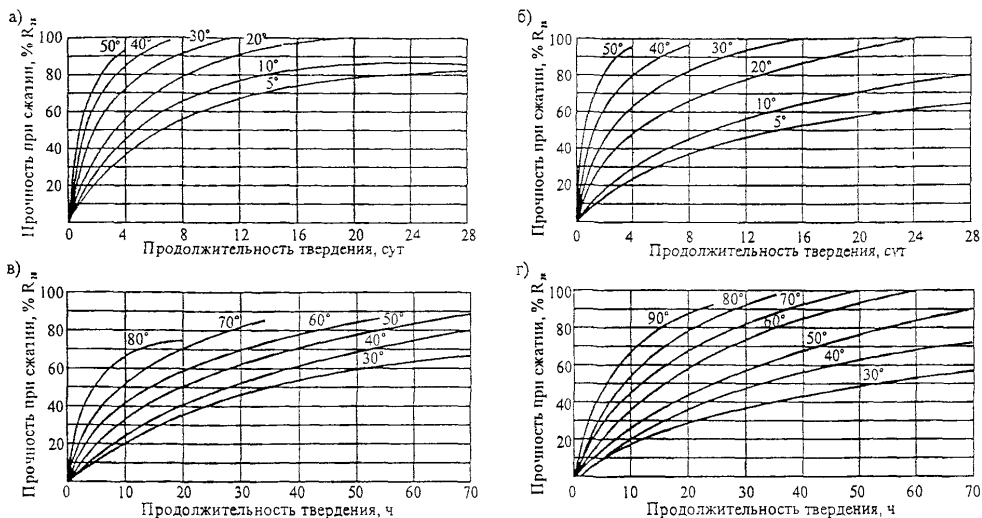 а)
Прочность при сжатии, % Rн
100
80
60
40
20
50°
40°
30°
20°
10°
5°
0 4 8 12 16 20 24 28
Продолжительность твердения, сут
б)
Прочность при сжатии, % Rн
100
80
60
40
20
50°
40°
30°
20°
10°
5°
0 4 8 12 16 20 24 28
Продолжительность твердения, сут
в)
Прочность при сжатии, % Rн
100
80
60
40
20
80°
70°
60°
50°
40°
30°
0 10 20 30 40 50 60 70
Продолжительность твердения, ч
г)
Прочность при сжатии, % Rн
100
80
60
40
20
90°
80°
70°
60°
50°
40°
30°
0 10 20 30 40 50 60 70
Продолжительность твердения, ч